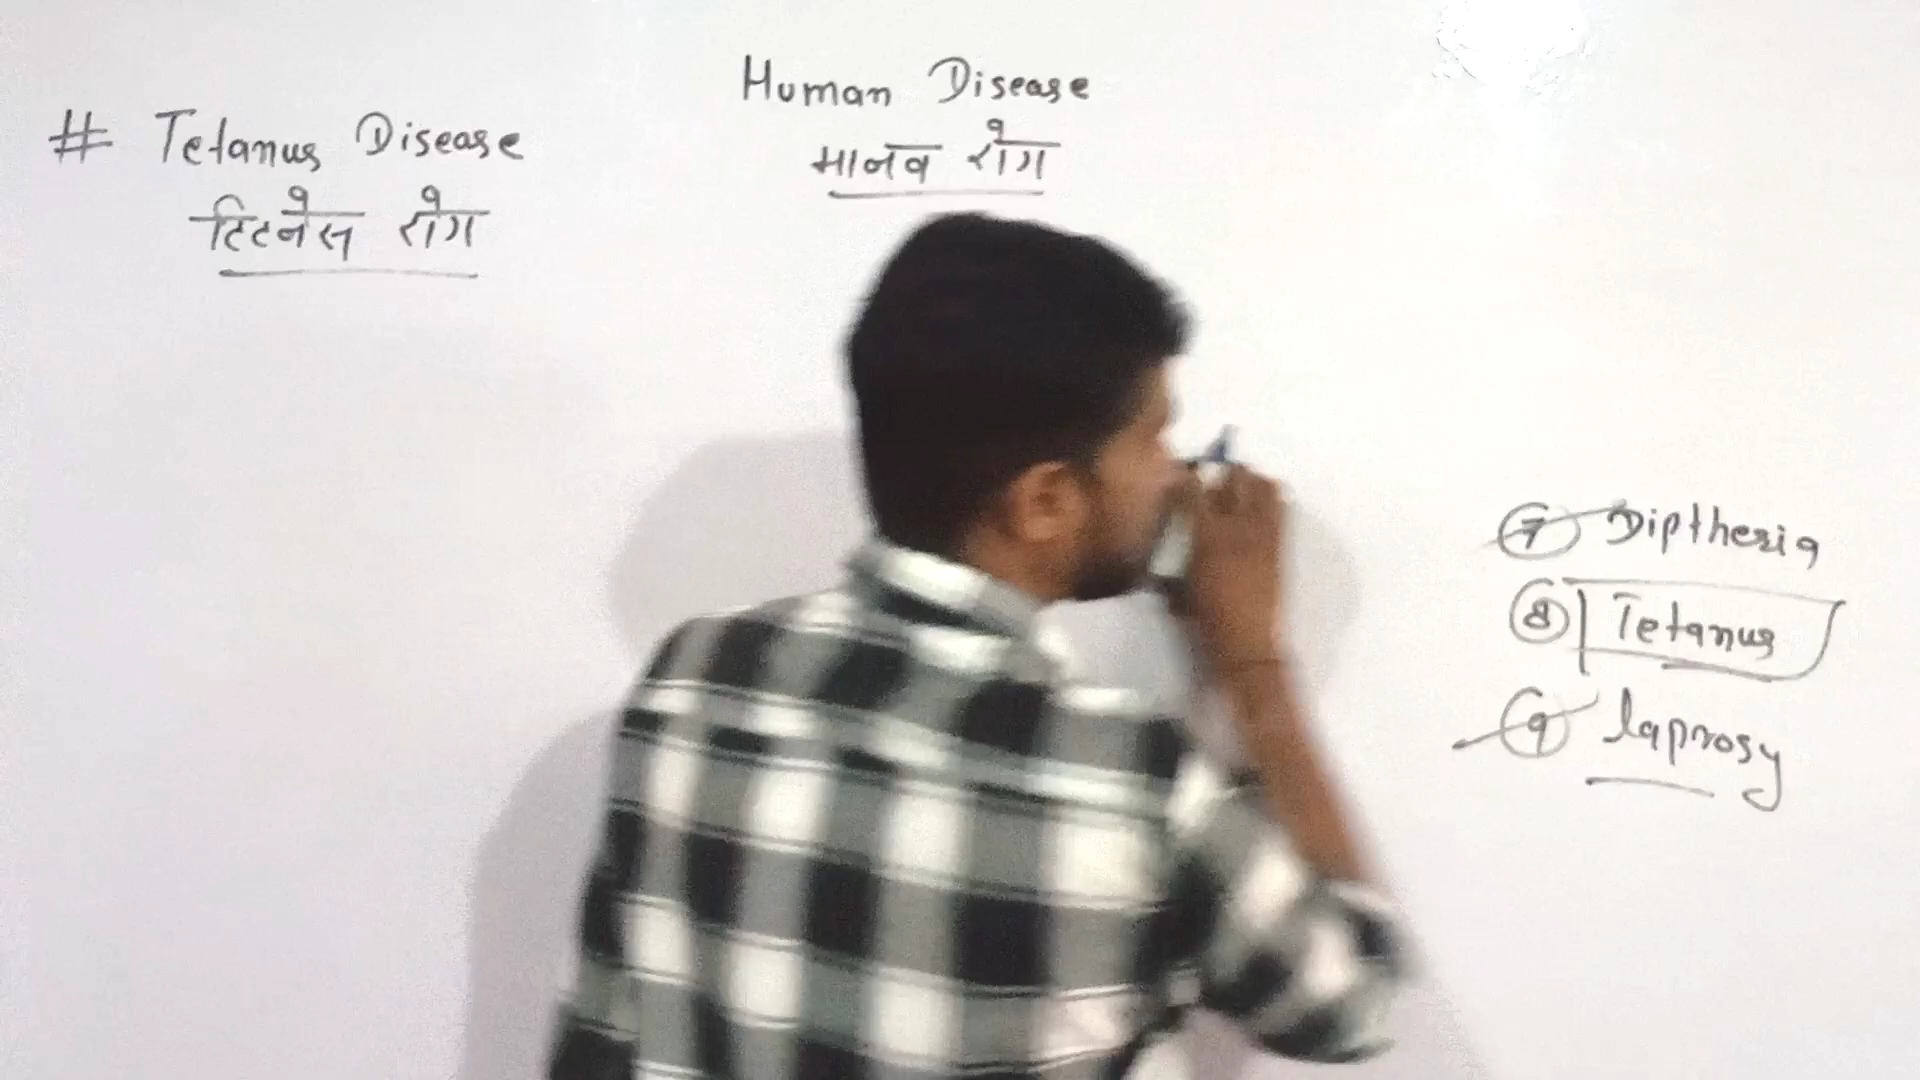 Human Disease
मानव रोग
# Tetanus Disease
टिटनेस रोग
7 Diptheria
8 Tetanus
9 laprosy